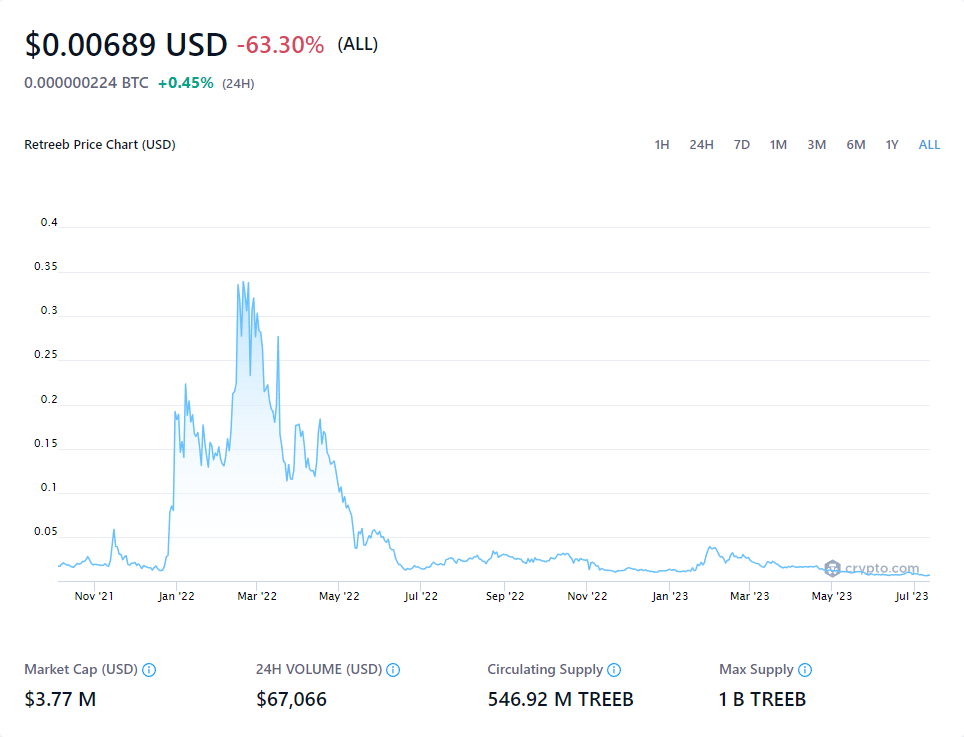 $0.00689 USD -63.30% (ALL)
0.000000224 BTC +0.45% (24H)
Retreeb Price Chart (USD) 1H 24H 7D 1M 3M 6M 1Y ALL
0.4
0.35
0.3
0.25
0.2
0.15
0.1
0.05
crypto.com
Nov '21 Jan '22 Mar '22 May '22 Jul '22 Sep '22 Nov '22 Jan '23 Mar '23 May '23 Jul '23
Market Cap (USD) 24H VOLUME (USD) Circulating Supply Max Supply
$3.77 M $67,066 546.92 M TREEB 1 B TREEB